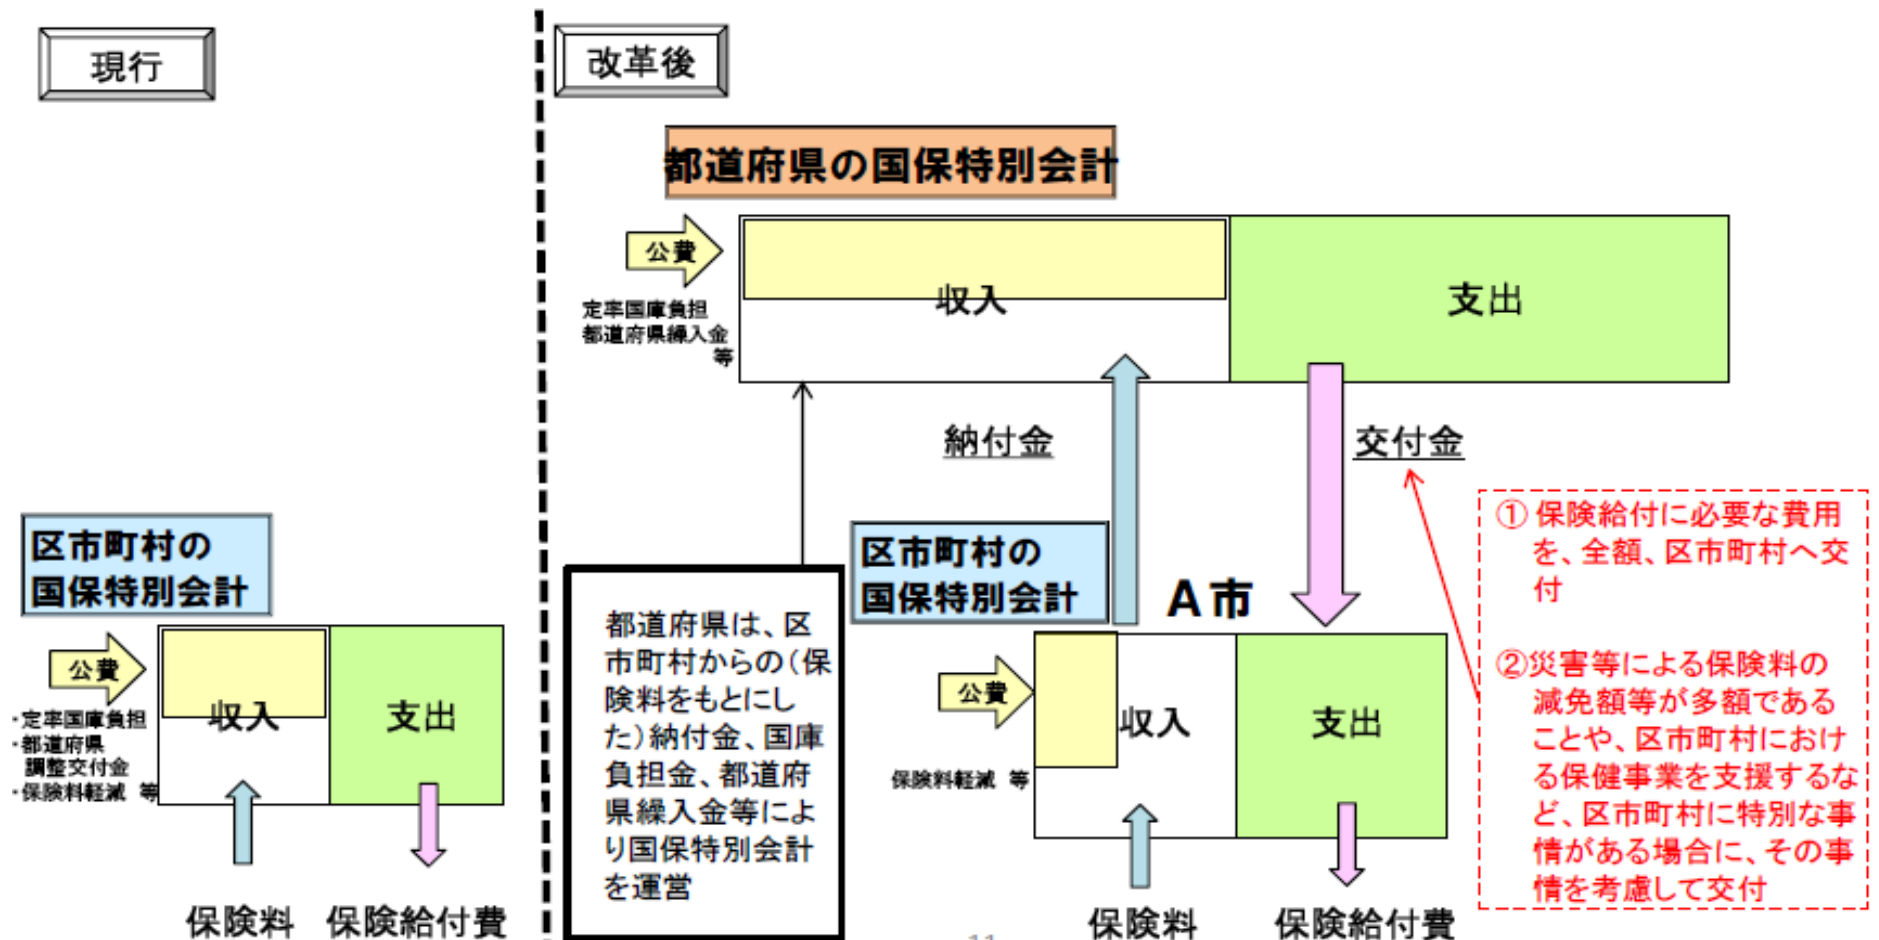 現行
区市町村の
国保特別会計
公費
・定率国庫負担
・都道府県
調整交付金
・保険料軽減 等
収入
支出
保険料
保険給付費
改革後
都道府県の国保特別会計
公費
定率国庫負担
都道府県繰入金
等
収入
支出
納付金
交付金
都道府県は、区
市町村からの(保
険料をもとにし
た)納付金、国庫
負担金、都道府
県繰入金等によ
り国保特別会計
を運営
区市町村の
国保特別会計
A市
公費
保険料軽減 等
収入
支出
保険料
保険給付費
① 保険給付に必要な費用
を、全額、区市町村へ交
付
②災害等による保険料の
減免額等が多額である
ことや、区市町村におけ
る保健事業を支援するな
ど、区市町村に特別な事
情がある場合に、その事
情を考慮して交付